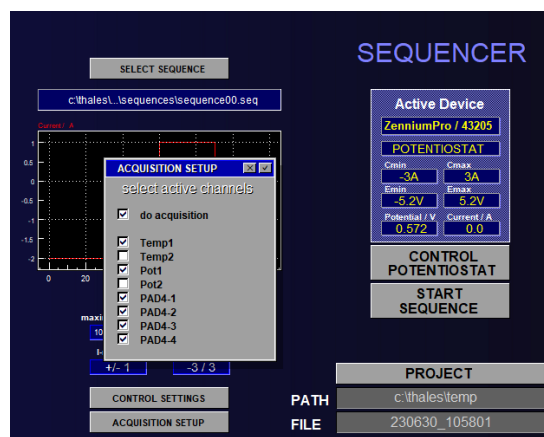 SEQUENCER
SELECT SEQUENCE
c:\thales\...\sequences\sequence00.seq
Current / A
1
0.5
0
-0.5
-1
-1.5
-2
0
20
ACQUISITION SETUP
select active channels
do acquisition
Temp1
Temp2
Pot1
Pot2
PAD4-1
PAD4-2
PAD4-3
PAD4-4
+/- 1
-3 / 3
CONTROL SETTINGS
ACQUISITION SETUP
Active Device
ZenniumPro / 43205
POTENTIOSTAT
Cmin Cmax
-3A 3A
Emin Emax
-5.2V 5.2V
Potential / V Current / A
0.572 0.0
CONTROL
POTENTIOSTAT
START
SEQUENCE
PROJECT
PATH c:\thales\temp
FILE 230630_105801